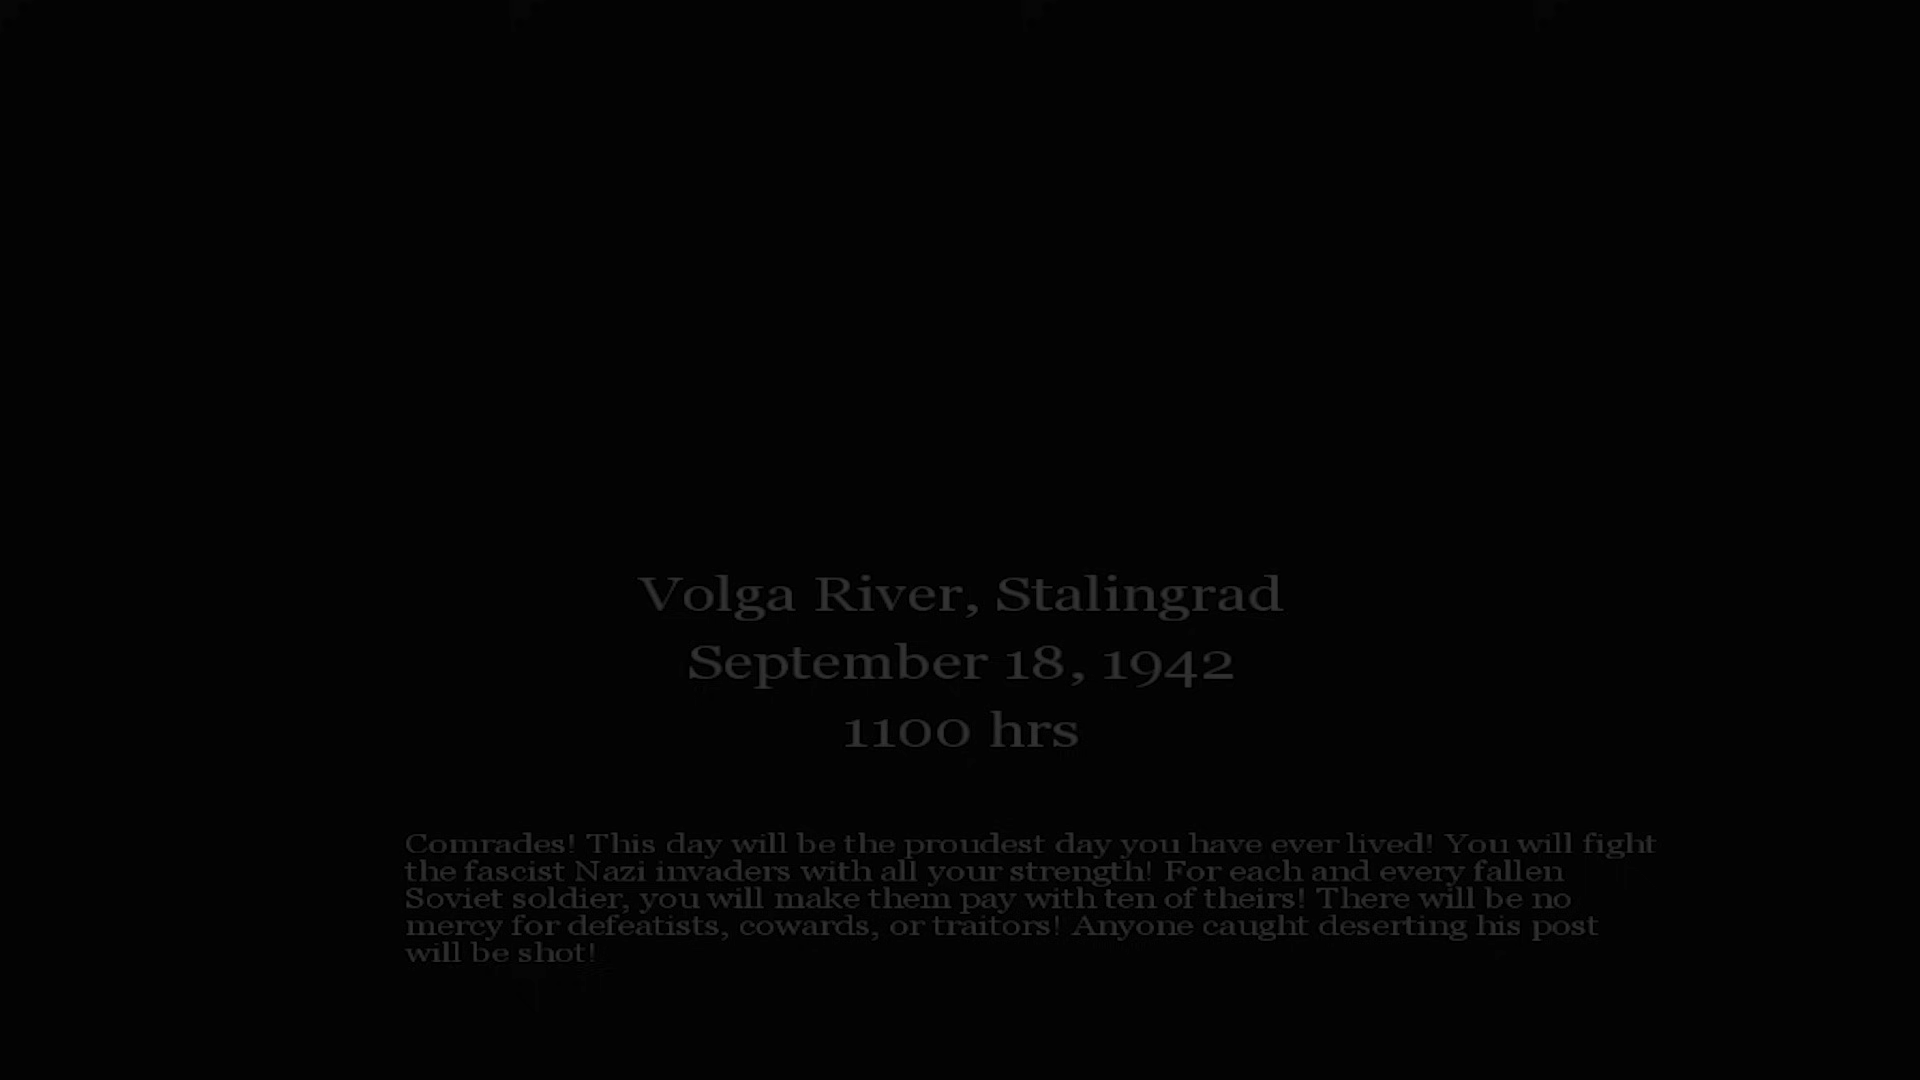 Volga River, Stalingrad
September 18, 1942
1100 hrs
Comrades! This day will be the proudest day you have ever lived! You will fight
the fascist Nazi invaders with all your strength! For each and every fallen
Soviet soldier, you will make them pay with ten of theirs! There will be no
mercy for defeatists, cowards, or traitors! Anyone caught deserting his post
will be shot!